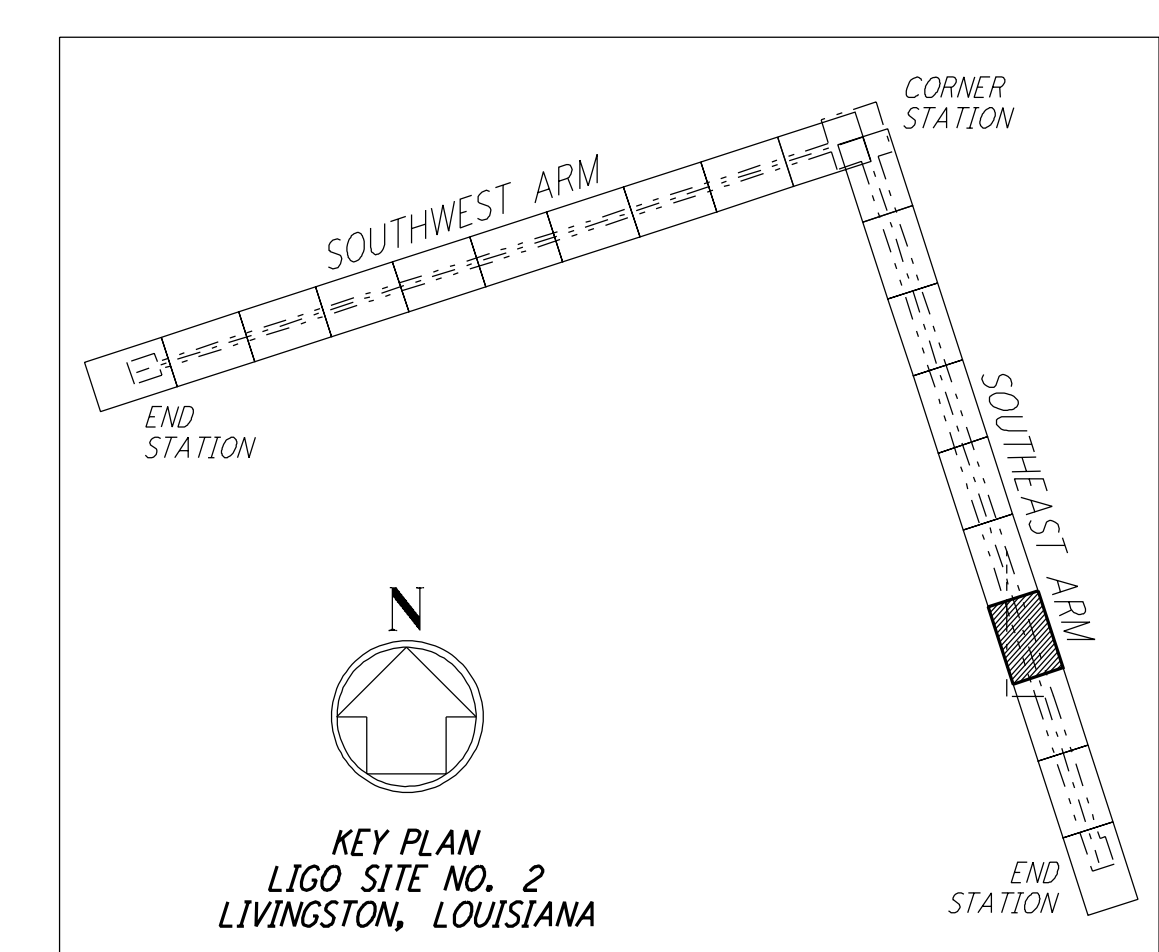 CORNER
STATION
SOUTHWEST ARM
END
STATION
SOUTHEAST ARM
N
KEY PLAN
LIGO SITE NO. 2
LIVINGSTON, LOUISIANA
END
STATION